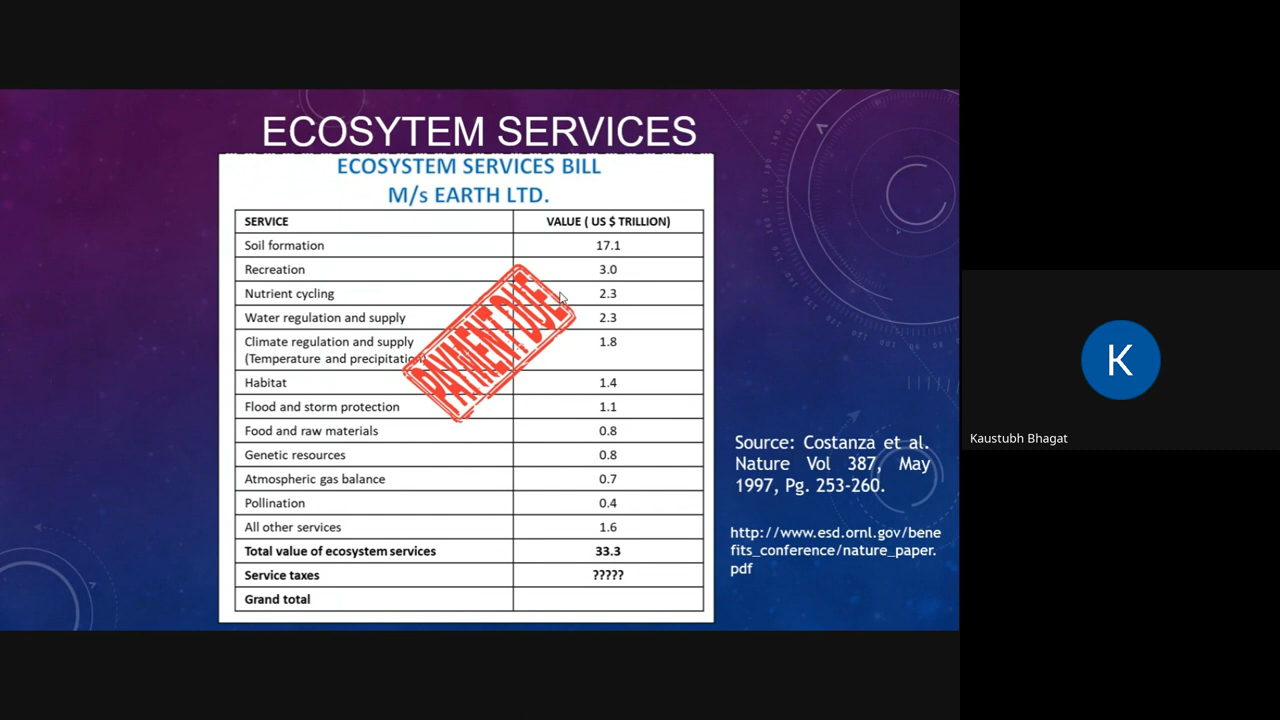 ECOSYTEM SERVICES
ECOSYSTEM SERVICES BILL
M/s EARTH LTD.
SERVICE VALUE ( US $ TRILLION)
Soil formation 17.1
Recreation 3.0
Nutrient cycling 2.3
Water regulation and supply 2.3
Climate regulation and supply 1.8
(Temperature and precipitation)
Habitat 1.4
Flood and storm protection 1.1
Food and raw materials 0.8
Genetic resources 0.8
Atmospheric gas balance 0.7
Pollination 0.4
All other services 1.6
Total value of ecosystem services 33.3
Service taxes ?????
Grand total
PAYMENT DUE
Source: Costanza et al.
Nature Vol 387, May
1997, Pg. 253-260.
http://www.esd.ornl.gov/bene
fits_conference/nature_paper.
pdf
K
Kaustubh Bhagat